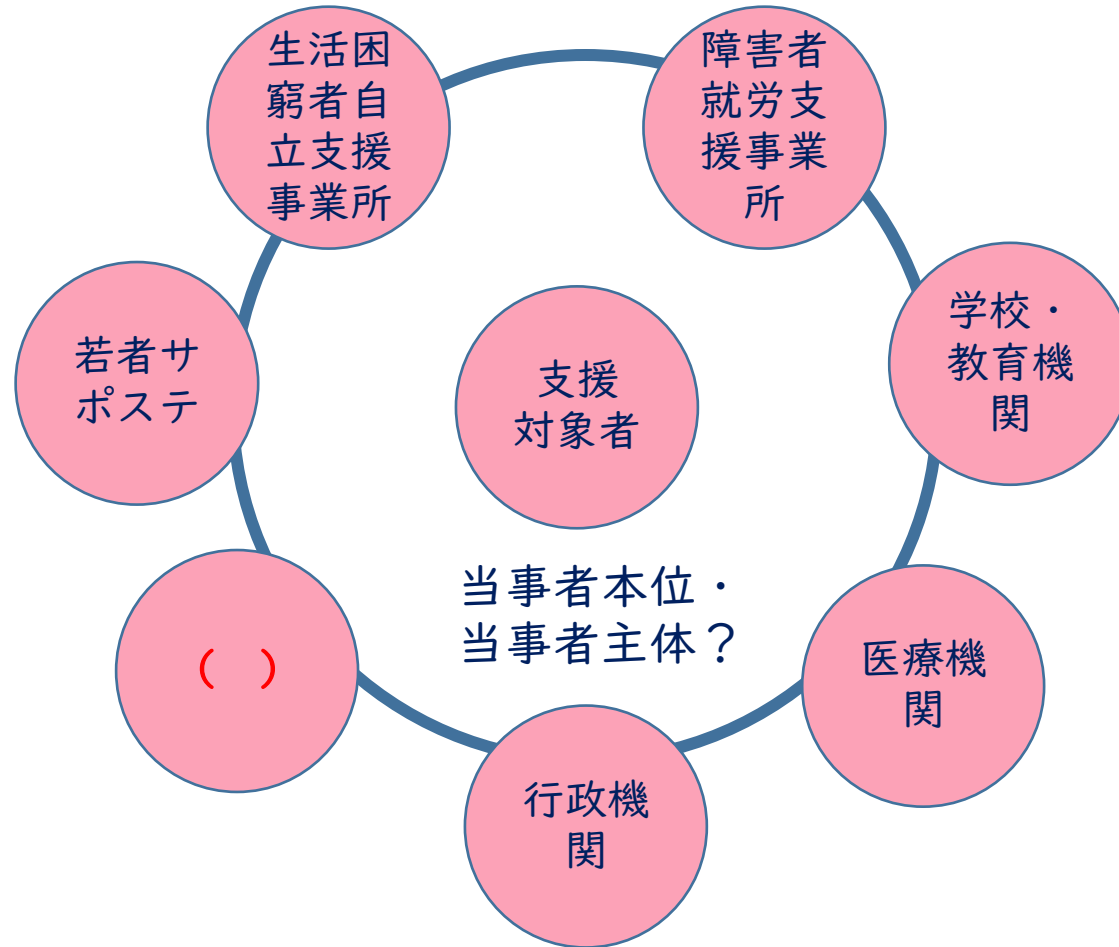 生活困
窮者自
立支援
事業所
障害者
就労支
援事業
所
若者サ
ポステ
支援
対象者
学校・
教育機
関
当事者本位・
当事者主体？
（　）
医療機
関
行政機
関